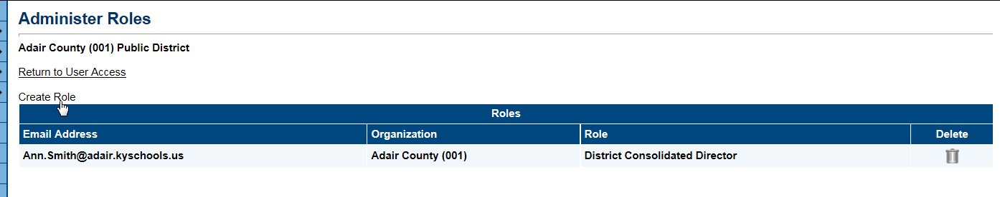 Administer Roles
Adair County (001) Public District
Return to User Access
Create Role
Roles
Email Address Organization Role Delete
Ann.Smith@adair.kyschools.us Adair County (001) District Consolidated Director